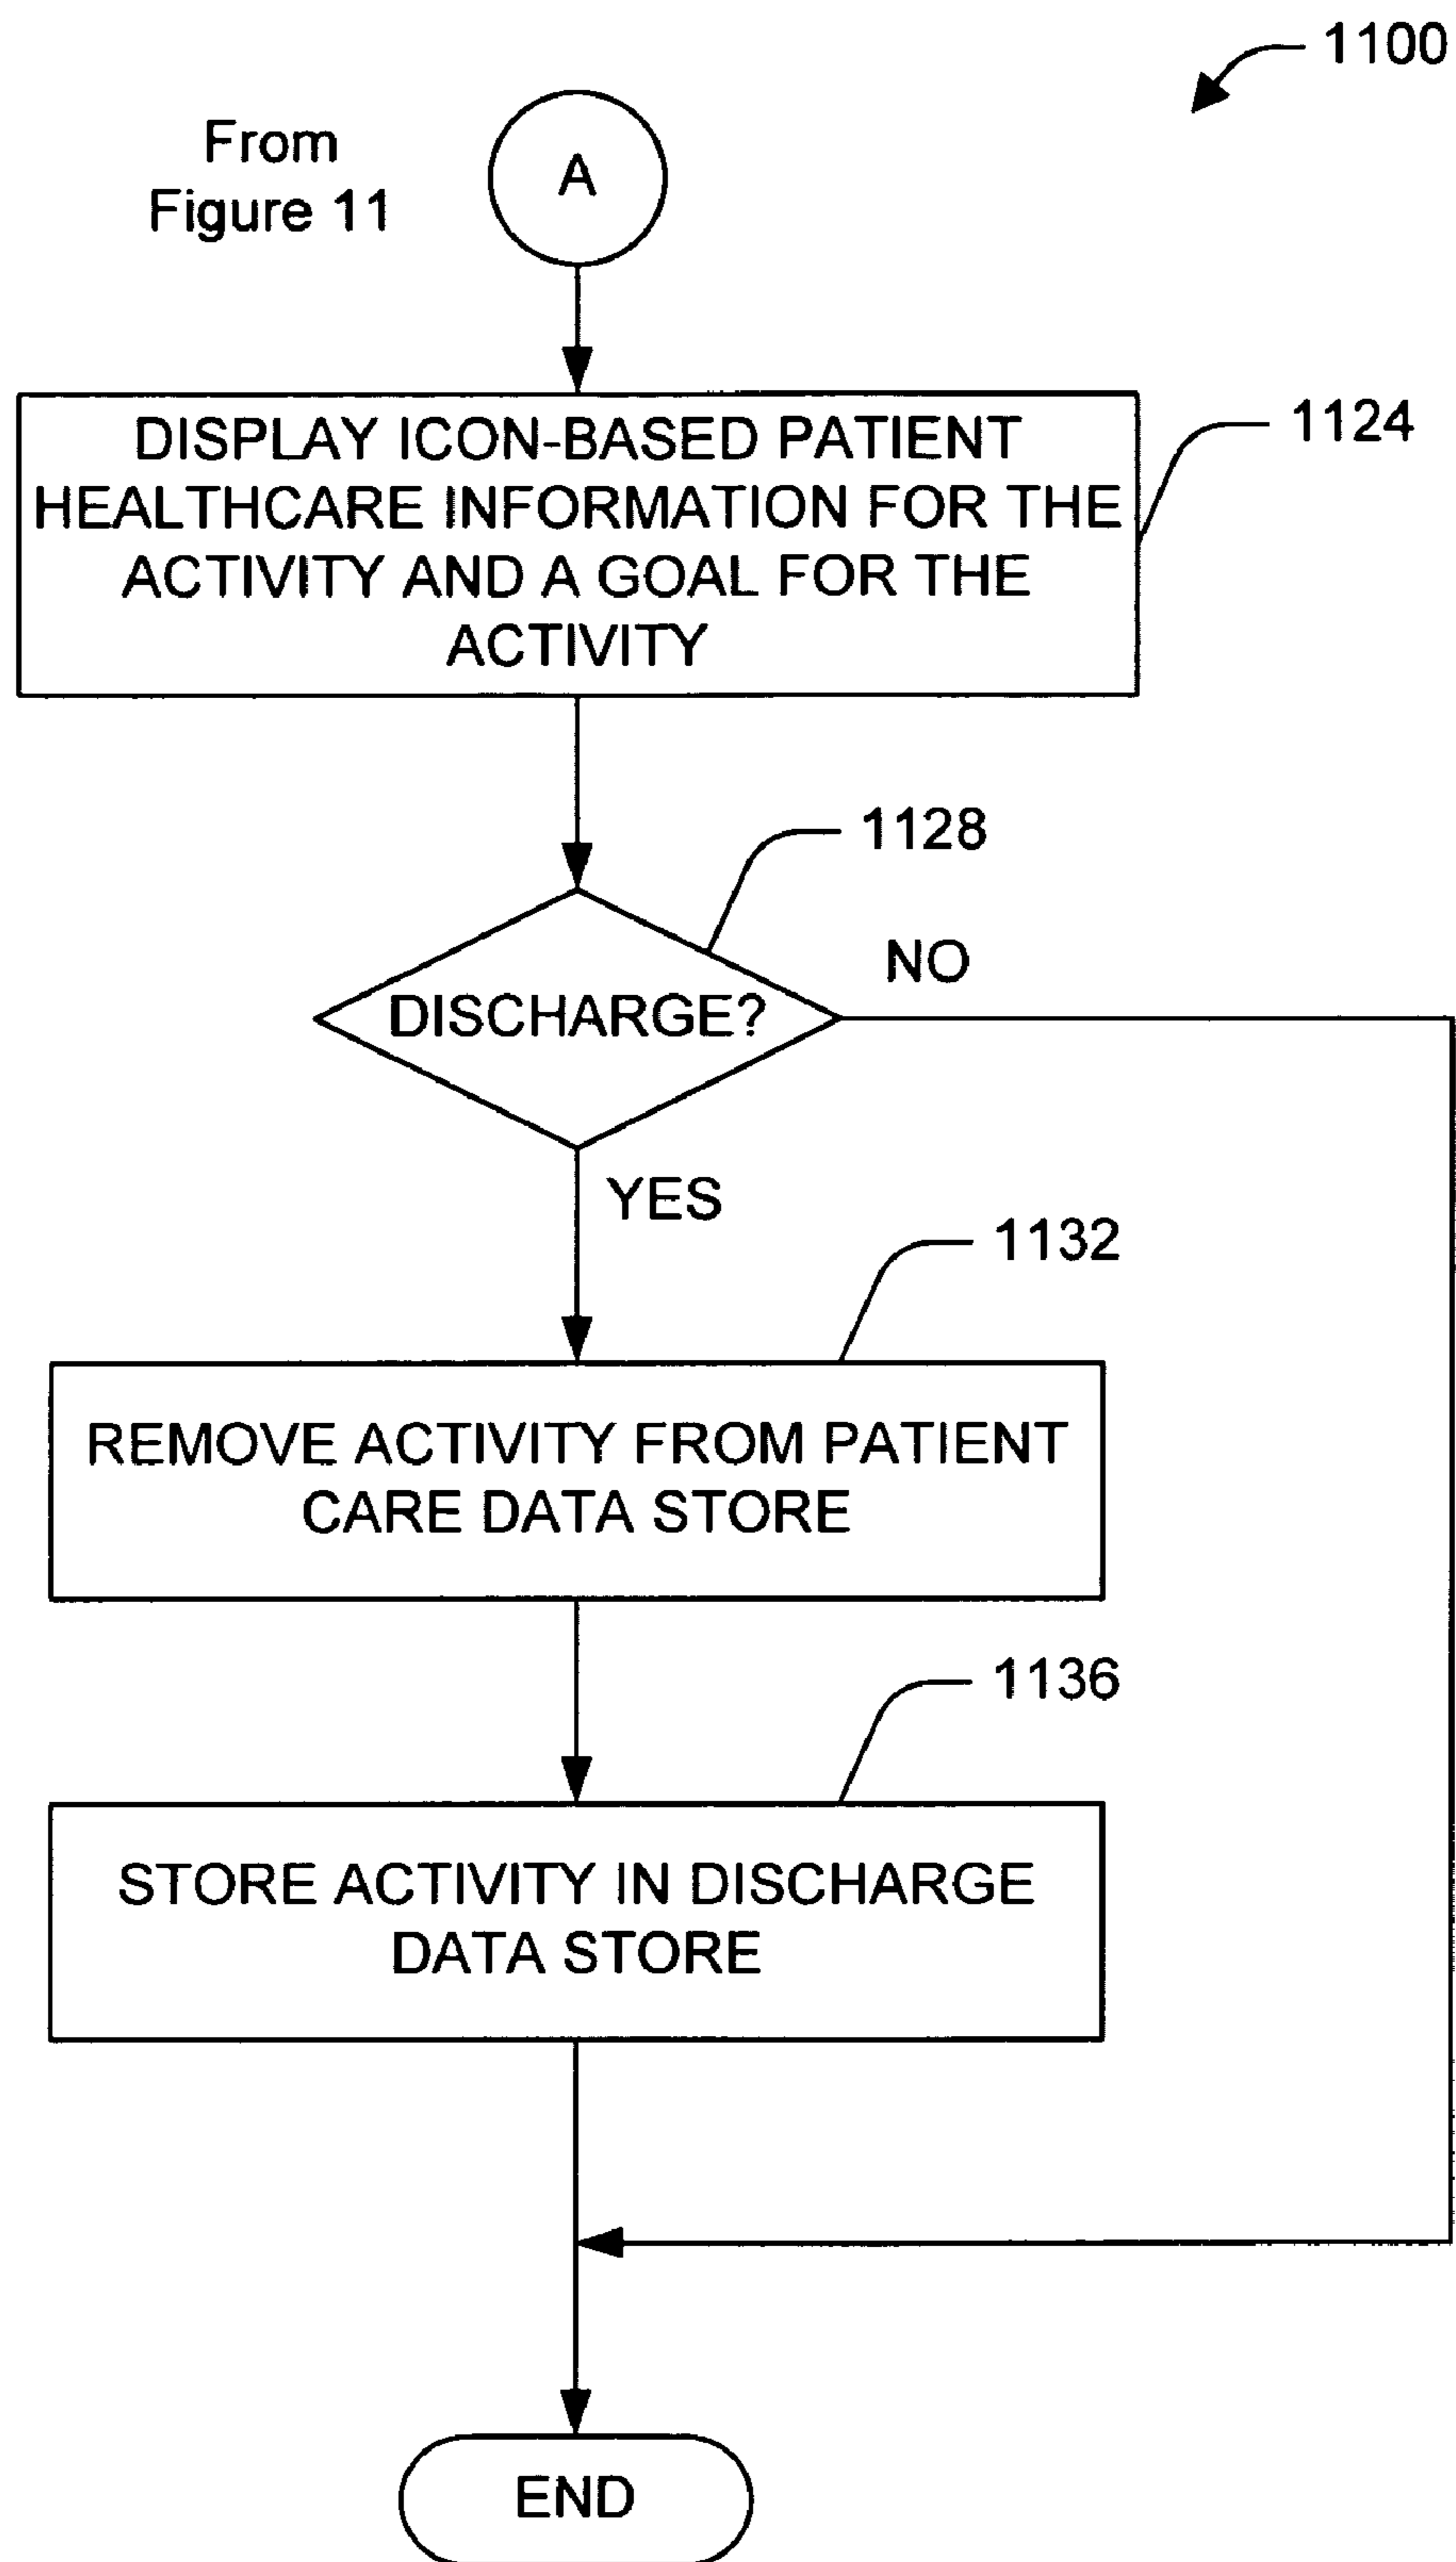 1100
From
Figure 11
A
DISPLAY ICON-BASED PATIENT
HEALTHCARE INFORMATION FOR THE
ACTIVITY AND A GOAL FOR THE
ACTIVITY
1124
1128
DISCHARGE?
NO
YES
1132
REMOVE ACTIVITY FROM PATIENT
CARE DATA STORE
1136
STORE ACTIVITY IN DISCHARGE
DATA STORE
END